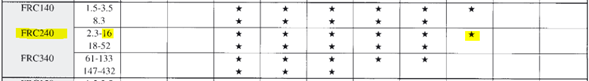 FRC140 1.5-3.5 ★ ★ ★ ★ ★ ★
8.3 ★ ★ ★ ★ ★
FRC240 2.3-16 ★ ★ ★ ★ ★ ★
18-52 ★ ★ ★ ★ ★
FRC340 61-133 ★ ★ ★ ★ ★
147-432 ★ ★ ★